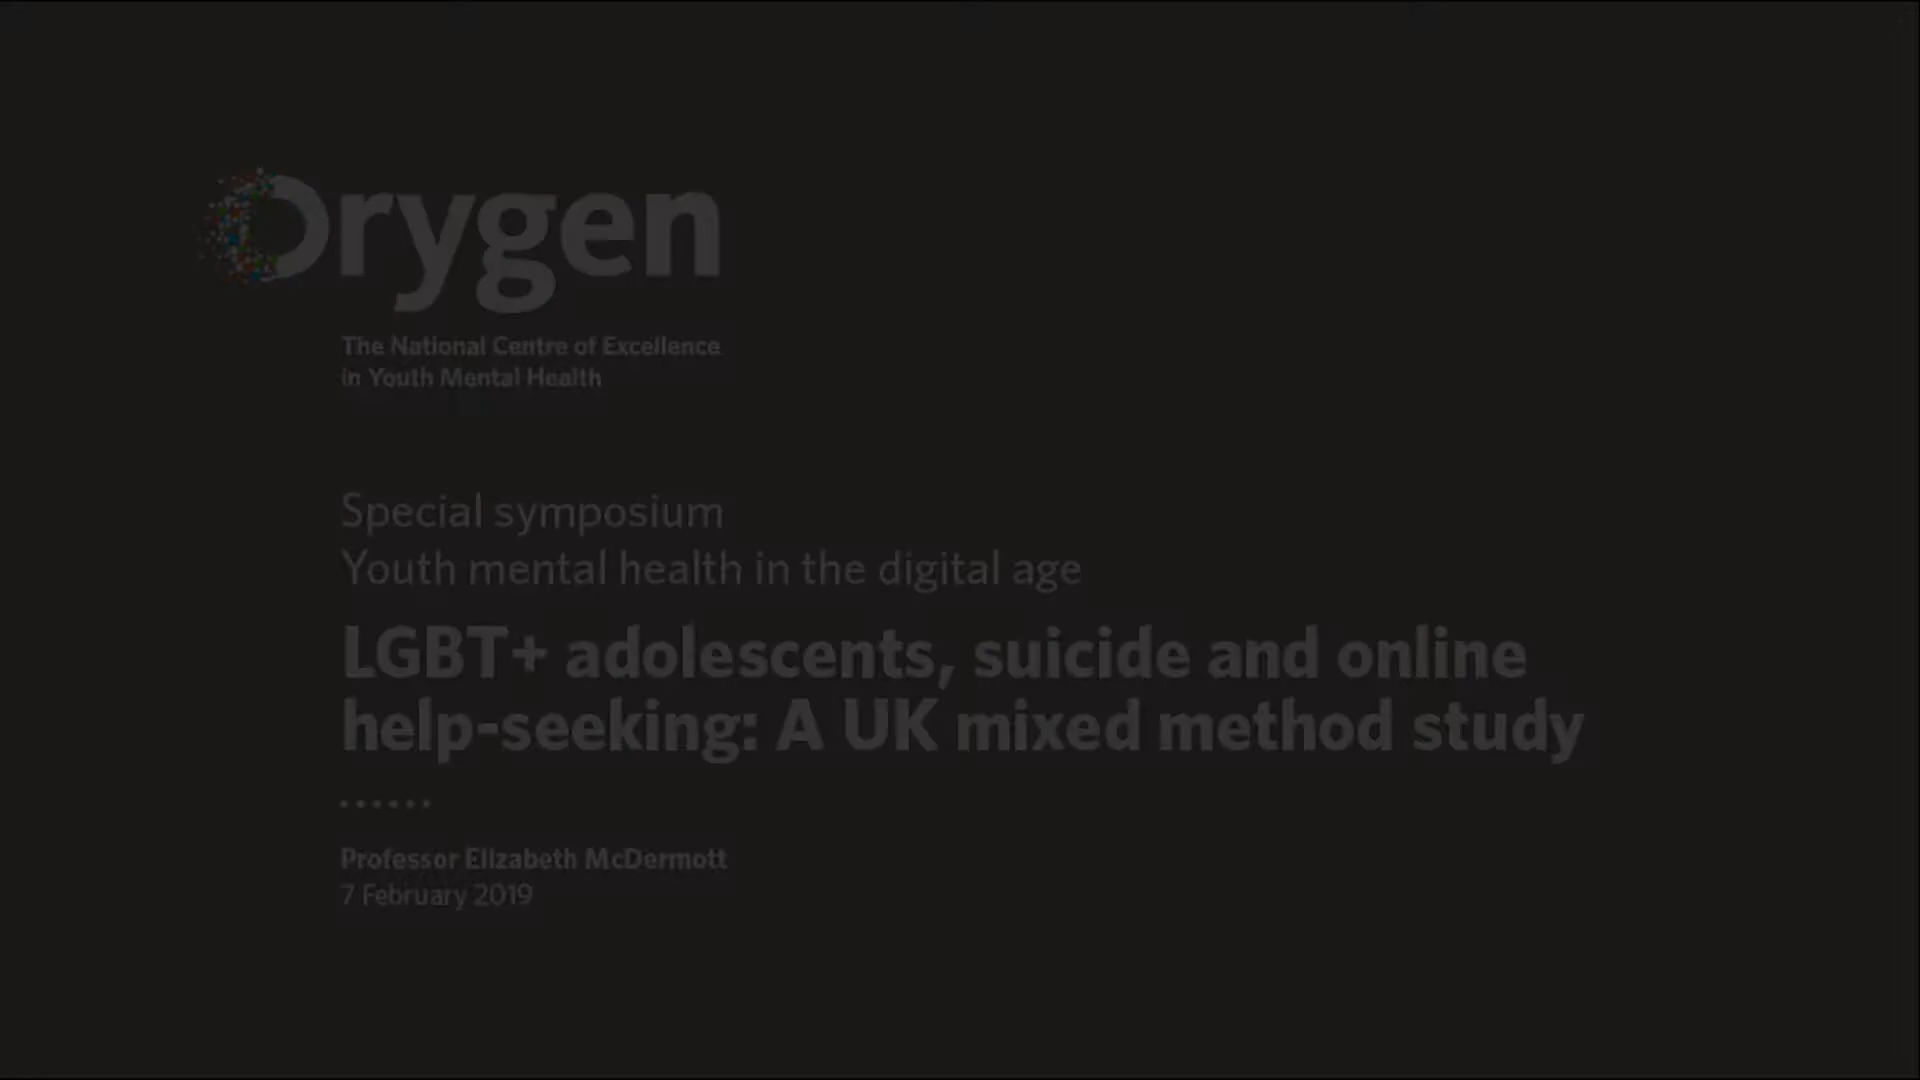 Orygen
The National Centre of Excellence
in Youth Mental Health
Special symposium
Youth mental health in the digital age
LGBT+ adolescents, suicide and online
help-seeking: A UK mixed method study
Professor Elizabeth McDermott
7 February 2019